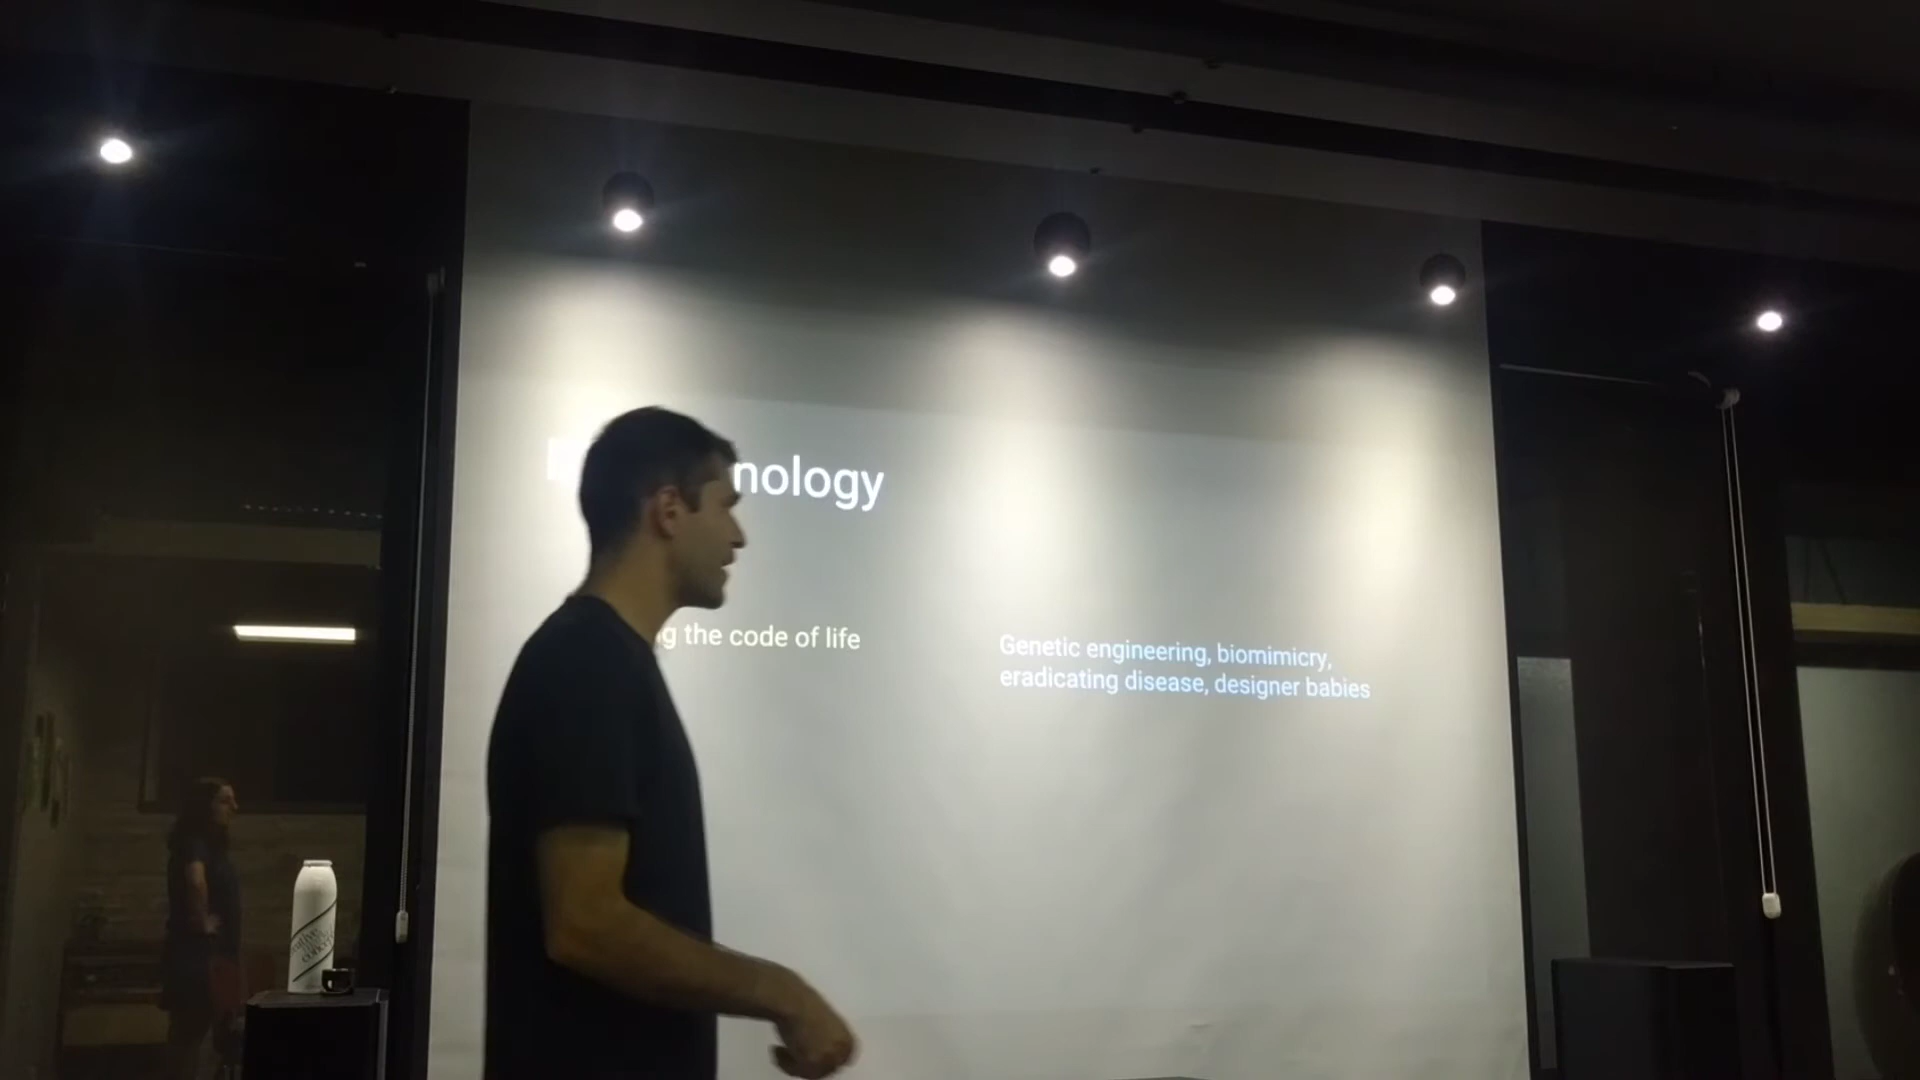 nology
g the code of life
Genetic engineering, biomimicry,
eradicating disease, designer babies